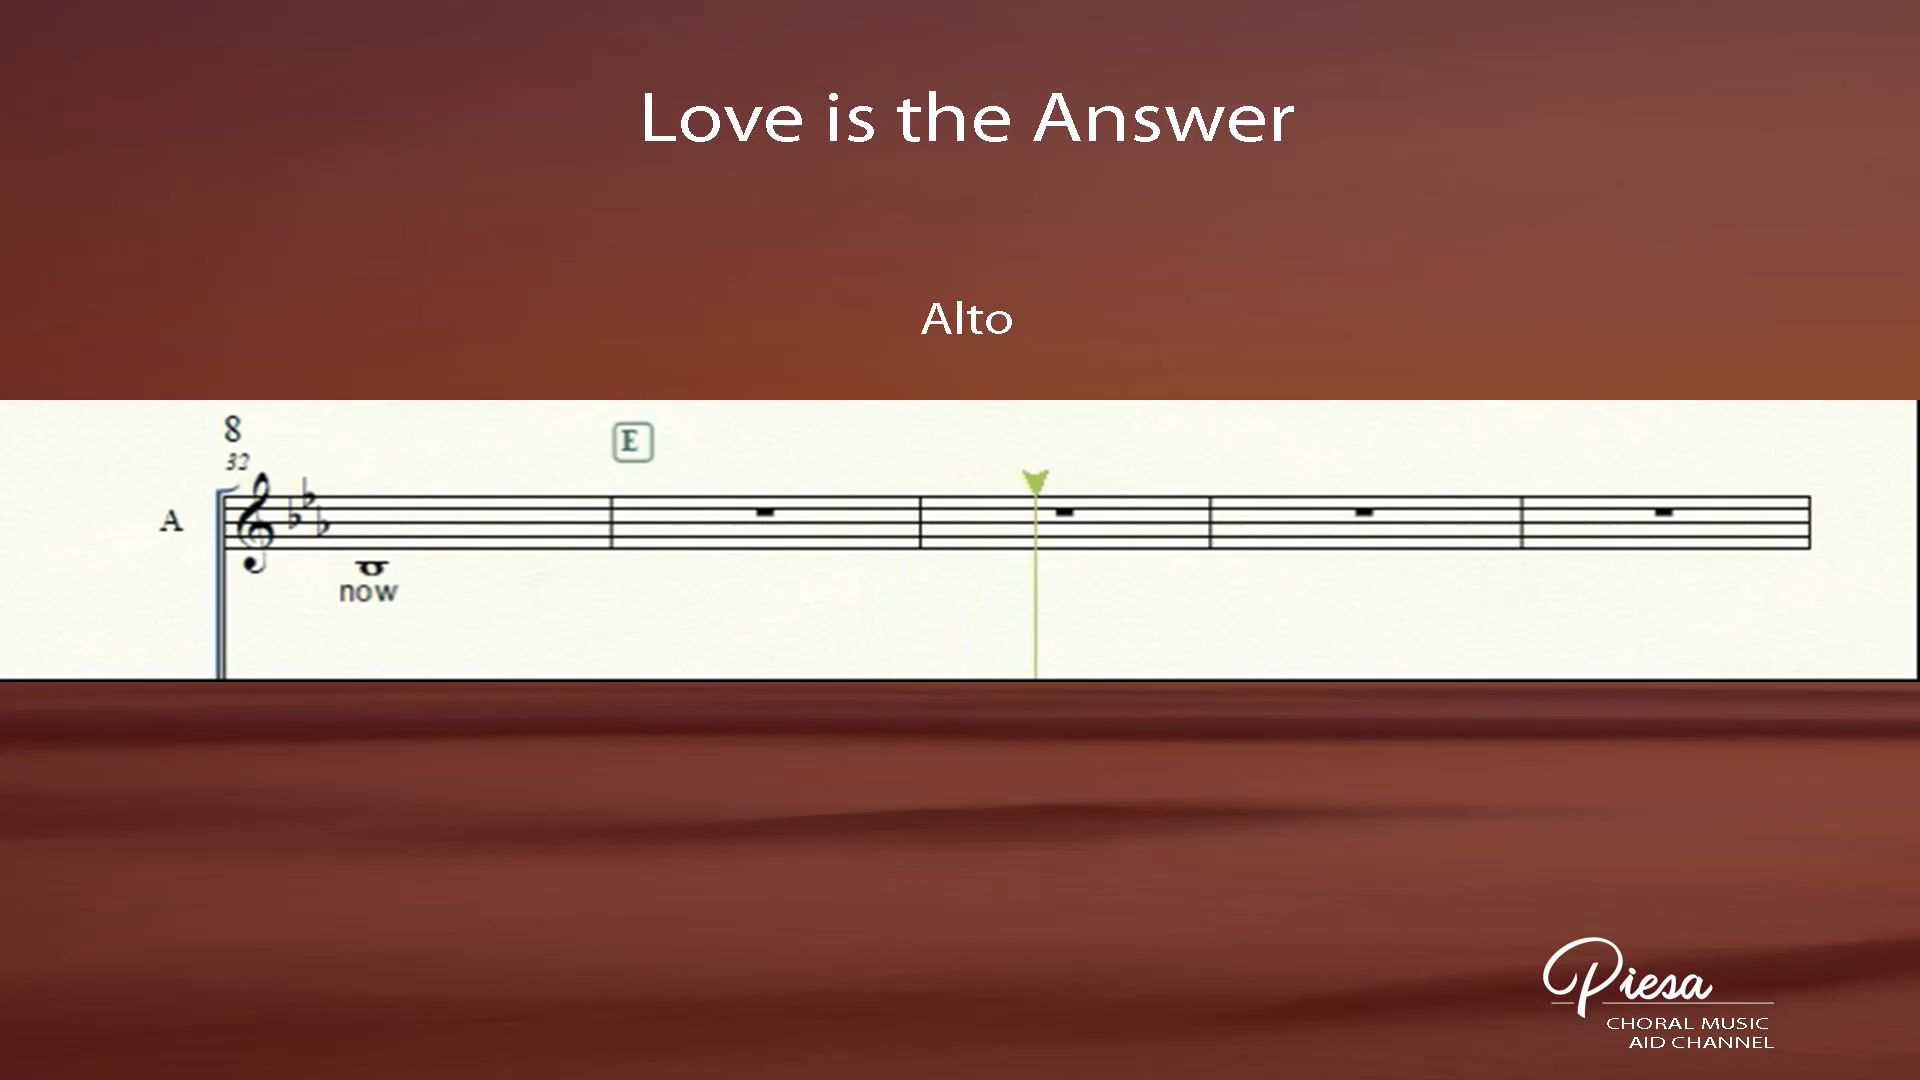 Love is the Answer
Alto
8
32
E
A
now
Piesa
CHORAL MUSIC
AID CHANNEL